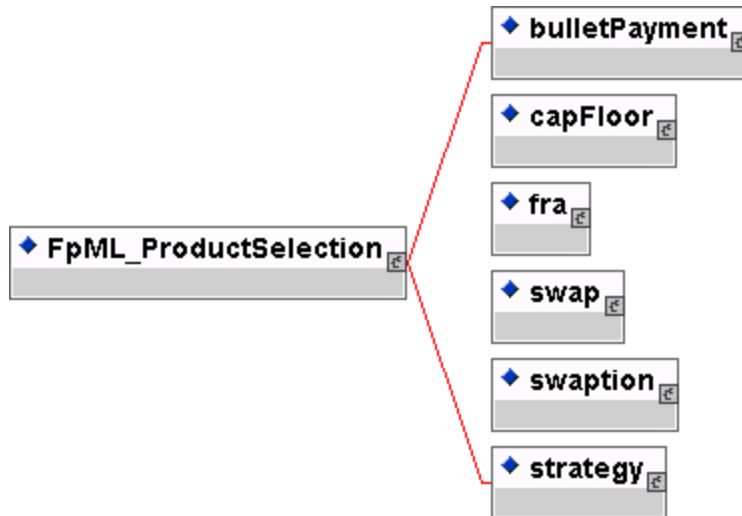 bulletPayment
capFloor
fra
FpML_ProductSelection
swap
swaption
strategy